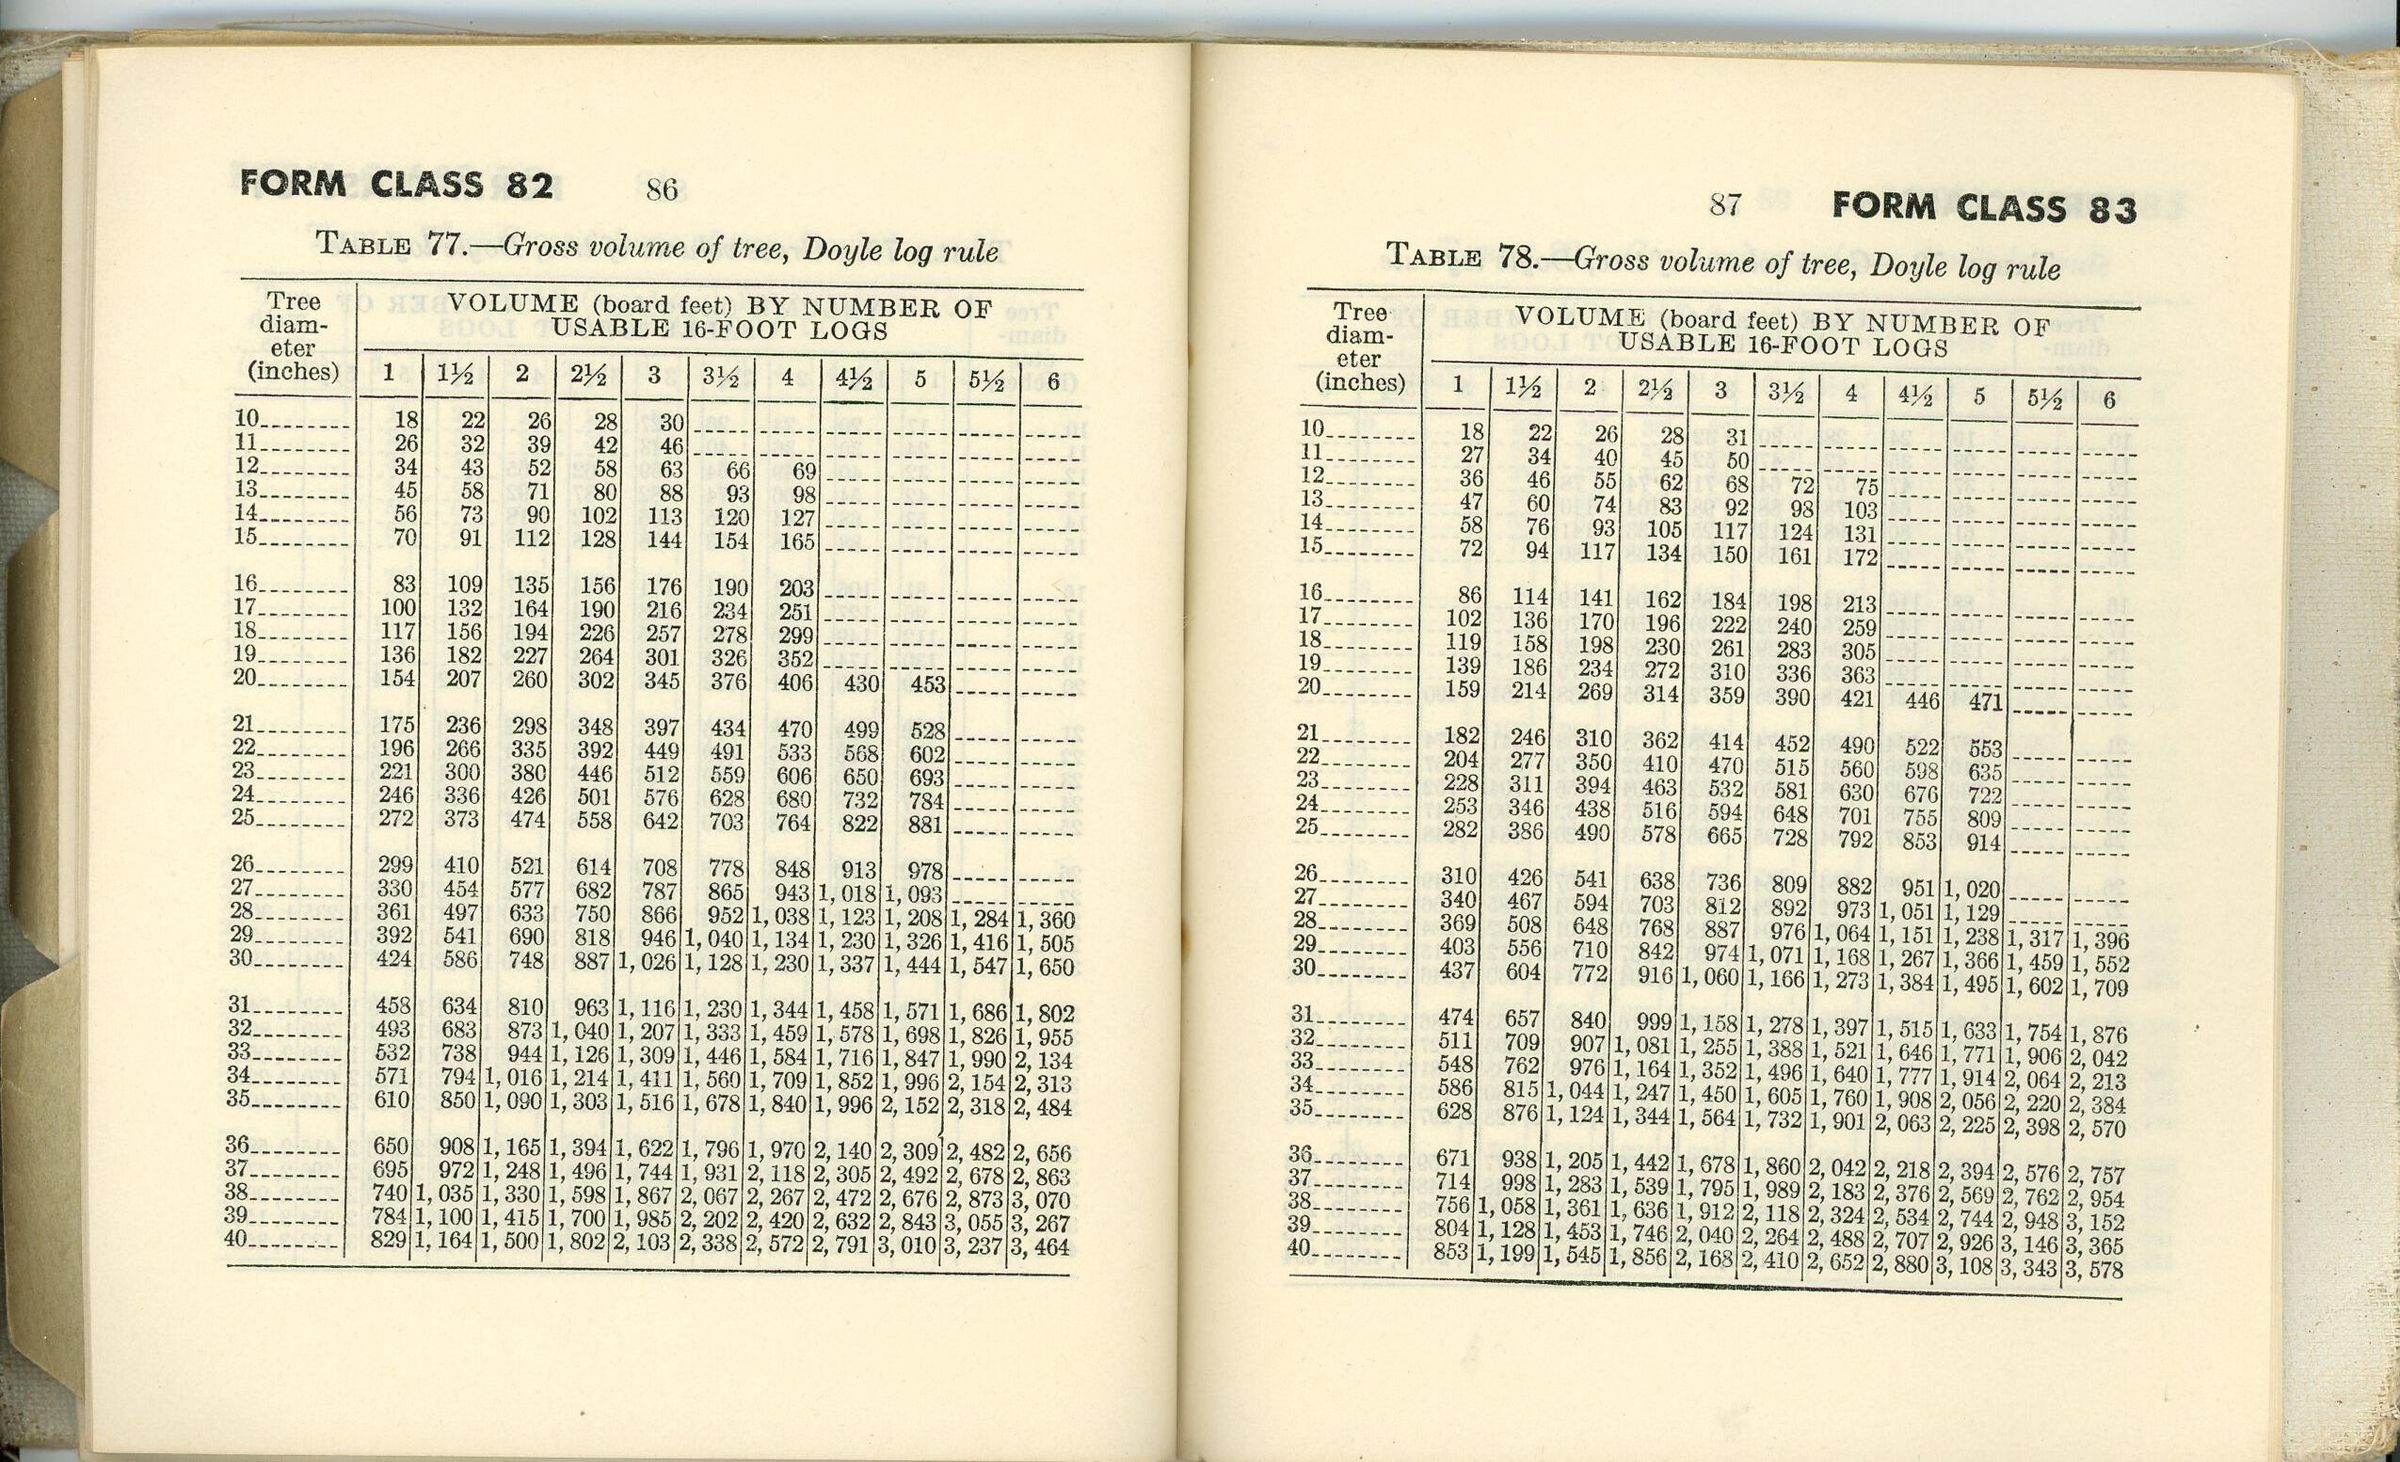 FORM CLASS 82 86
TABLE 77.—Gross volume of tree, Doyle log rule
Tree diam- eter (inches) VOLUME (board feet) BY NUMBER OF
USABLE 16-FOOT LOGS
1 1½ 2 2½ 3 3½ 4 4½ 5 5½ 6
10 18 22 26 28 30
11 26 32 39 42 46
12 34 43 52 58 63 66 69
13 45 58 71 80 88 93 98
14 56 73 90 102 113 120 127
15 70 91 112 128 144 154 165
16 83 109 135 156 176 190 203
17 100 132 164 190 216 234 251
18 117 156 194 226 257 278 299
19 136 182 227 264 301 326 352
20 154 207 260 302 345 376 406 430 453
21 175 236 298 348 397 434 470 499 528
22 196 266 335 392 449 491 533 568 602
23 221 300 380 446 512 559 606 650 693
24 246 336 426 501 576 628 680 732 784
25 272 373 474 558 642 703 764 822 881
26 299 410 521 614 708 778 848 913 978
27 330 454 577 682 787 865 943 1,018 1,093
28 361 497 633 750 866 952 1,038 1,123 1,208 1,284 1,360
29 392 541 690 818 946 1,040 1,134 1,230 1,326 1,416 1,505
30 424 586 748 887 1,026 1,128 1,230 1,337 1,444 1,547 1,650
31 458 634 810 963 1,116 1,230 1,344 1,458 1,571 1,686 1,802
32 493 683 873 1,040 1,207 1,333 1,459 1,578 1,698 1,826 1,955
33 532 738 944 1,126 1,309 1,446 1,584 1,716 1,847 1,990 2,134
34 571 794 1,016 1,214 1,411 1,560 1,709 1,852 1,996 2,154 2,313
35 610 850 1,090 1,303 1,516 1,678 1,840 1,996 2,152 2,318 2,484
36 650 908 1,165 1,394 1,622 1,796 1,970 2,140 2,309 2,482 2,656
37 695 972 1,248 1,496 1,744 1,931 2,118 2,305 2,492 2,678 2,863
38 740 1,035 1,330 1,598 1,867 2,067 2,267 2,472 2,676 2,873 3,070
39 784 1,100 1,415 1,700 1,985 2,202 2,420 2,632 2,843 3,055 3,267
40 829 1,164 1,500 1,802 2,103 2,338 2,572 2,791 3,010 3,237 3,464
87 FORM CLASS 83
TABLE 78.—Gross volume of tree, Doyle log rule
Tree diam- eter (inches) VOLUME (board feet) BY NUMBER OF
USABLE 16-FOOT LOGS
1 1½ 2 2½ 3 3½ 4 4½ 5 5½ 6
10 18 22 26 28 31
11 27 34 40 45 50
12 36 46 55 62 68 72 75
13 47 60 74 83 92 98 103
14 58 76 93 105 117 124 131
15 72 94 117 134 150 161 172
16 86 114 141 162 184 198 213
17 102 136 170 196 222 240 259
18 119 158 198 230 261 283 305
19 139 186 234 272 310 336 363
20 159 214 269 314 359 390 421 446 471
21 182 246 310 362 414 452 490 522 553
22 204 277 350 410 470 515 560 598 635
23 228 311 394 463 532 581 630 676 722
24 253 346 438 516 594 648 701 755 809
25 282 386 490 578 665 728 792 853 914
26 310 426 541 638 736 809 882 951 1,020
27 340 467 594 703 812 892 973 1,051 1,129
28 369 508 648 768 887 976 1,064 1,151 1,238 1,317 1,396
29 403 556 710 842 974 1,071 1,168 1,267 1,366 1,459 1,552
30 437 604 772 916 1,060 1,166 1,273 1,384 1,495 1,602 1,709
31 474 657 840 999 1,158 1,278 1,397 1,515 1,633 1,754 1,876
32 511 709 907 1,081 1,255 1,388 1,521 1,646 1,771 1,906 2,042
33 548 762 976 1,164 1,352 1,496 1,640 1,777 1,914 2,064 2,213
34 586 815 1,044 1,247 1,450 1,605 1,760 1,908 2,056 2,220 2,384
35 628 876 1,124 1,344 1,564 1,732 1,901 2,063 2,225 2,398 2,570
36 671 938 1,205 1,442 1,678 1,860 2,042 2,218 2,394 2,576 2,757
37 714 998 1,283 1,539 1,795 1,989 2,183 2,376 2,569 2,762 2,954
38 756 1,058 1,361 1,636 1,912 2,118 2,324 2,534 2,744 2,948 3,152
39 804 1,128 1,453 1,746 2,040 2,264 2,488 2,707 2,926 3,146 3,365
40 853 1,199 1,545 1,856 2,168 2,410 2,652 2,880 3,108 3,343 3,578